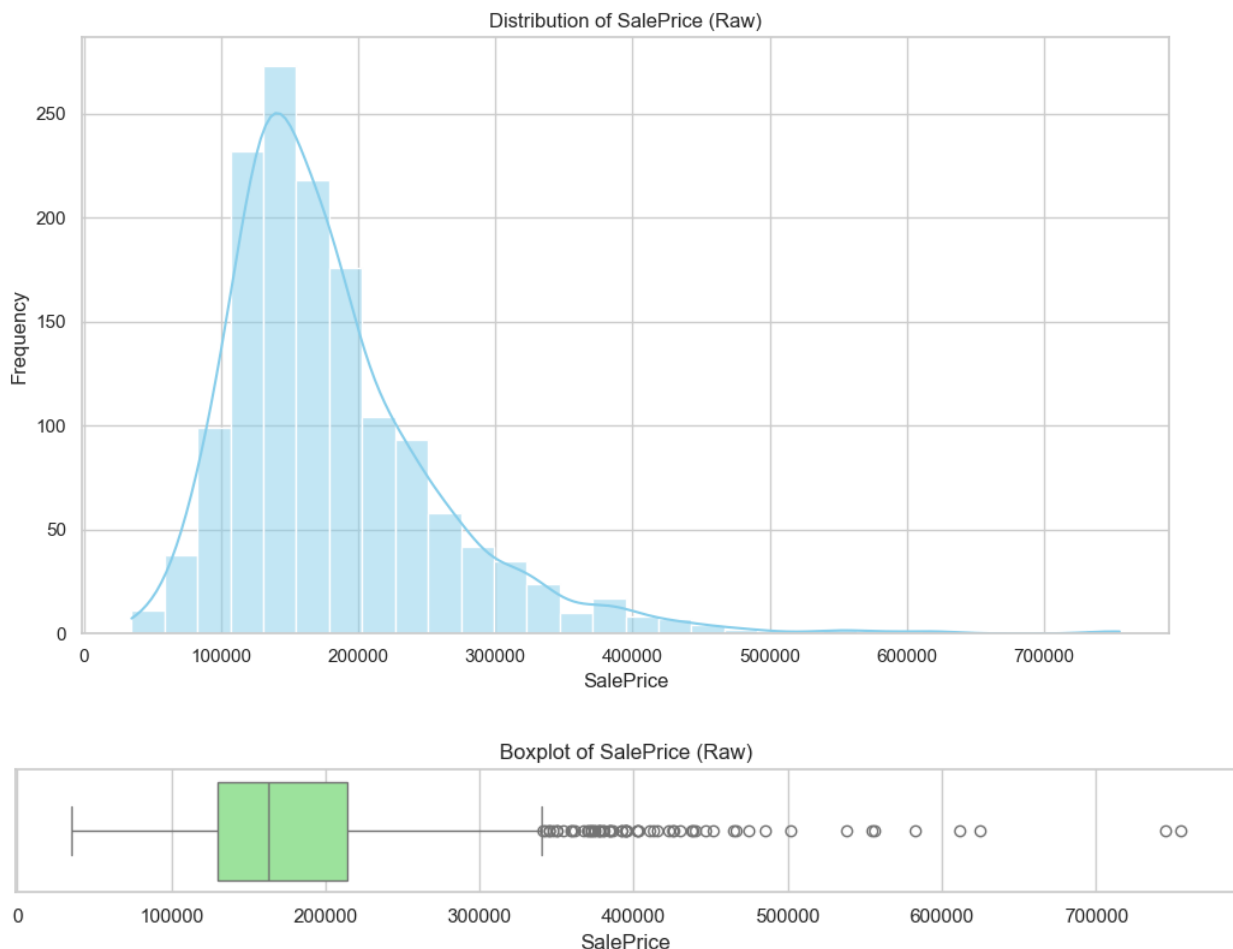 Distribution of SalePrice (Raw)
250
200
150
100
50
0
Frequency
0 100000 200000 300000 400000 500000 600000 700000
SalePrice
Boxplot of SalePrice (Raw)
0 100000 200000 300000 400000 500000 600000 700000
SalePrice